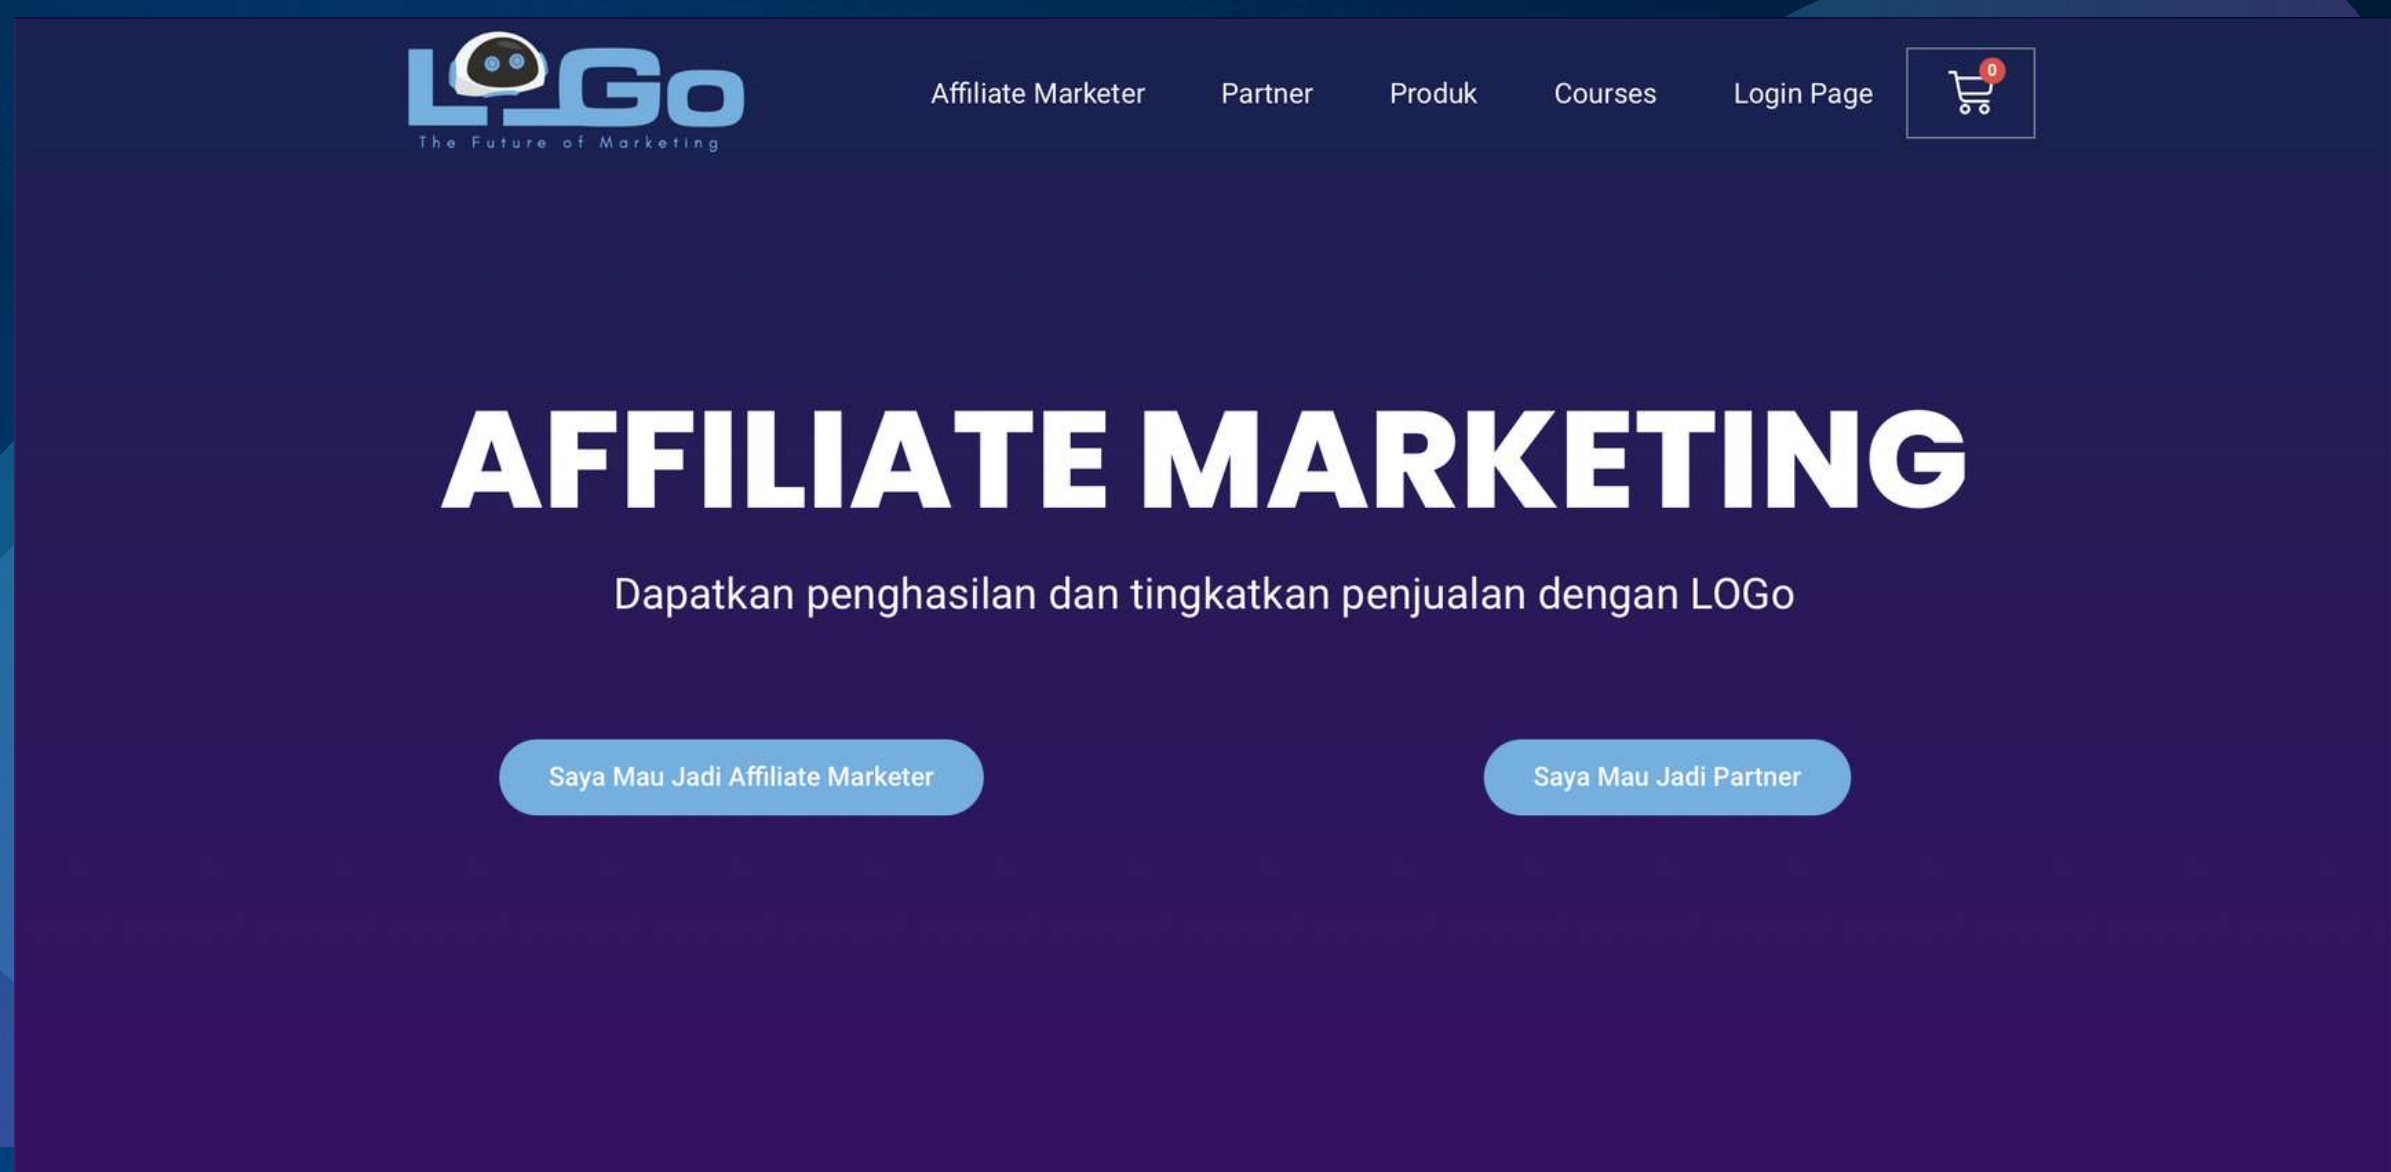 LOGo
The Future of Marketing
Affiliate Marketer
Partner
Produk
Courses
Login Page
0
AFFILIATE MARKETING
Dapatkan penghasilan dan tingkatkan penjualan dengan LOGo
Saya Mau Jadi Affiliate Marketer
Saya Mau Jadi Partner